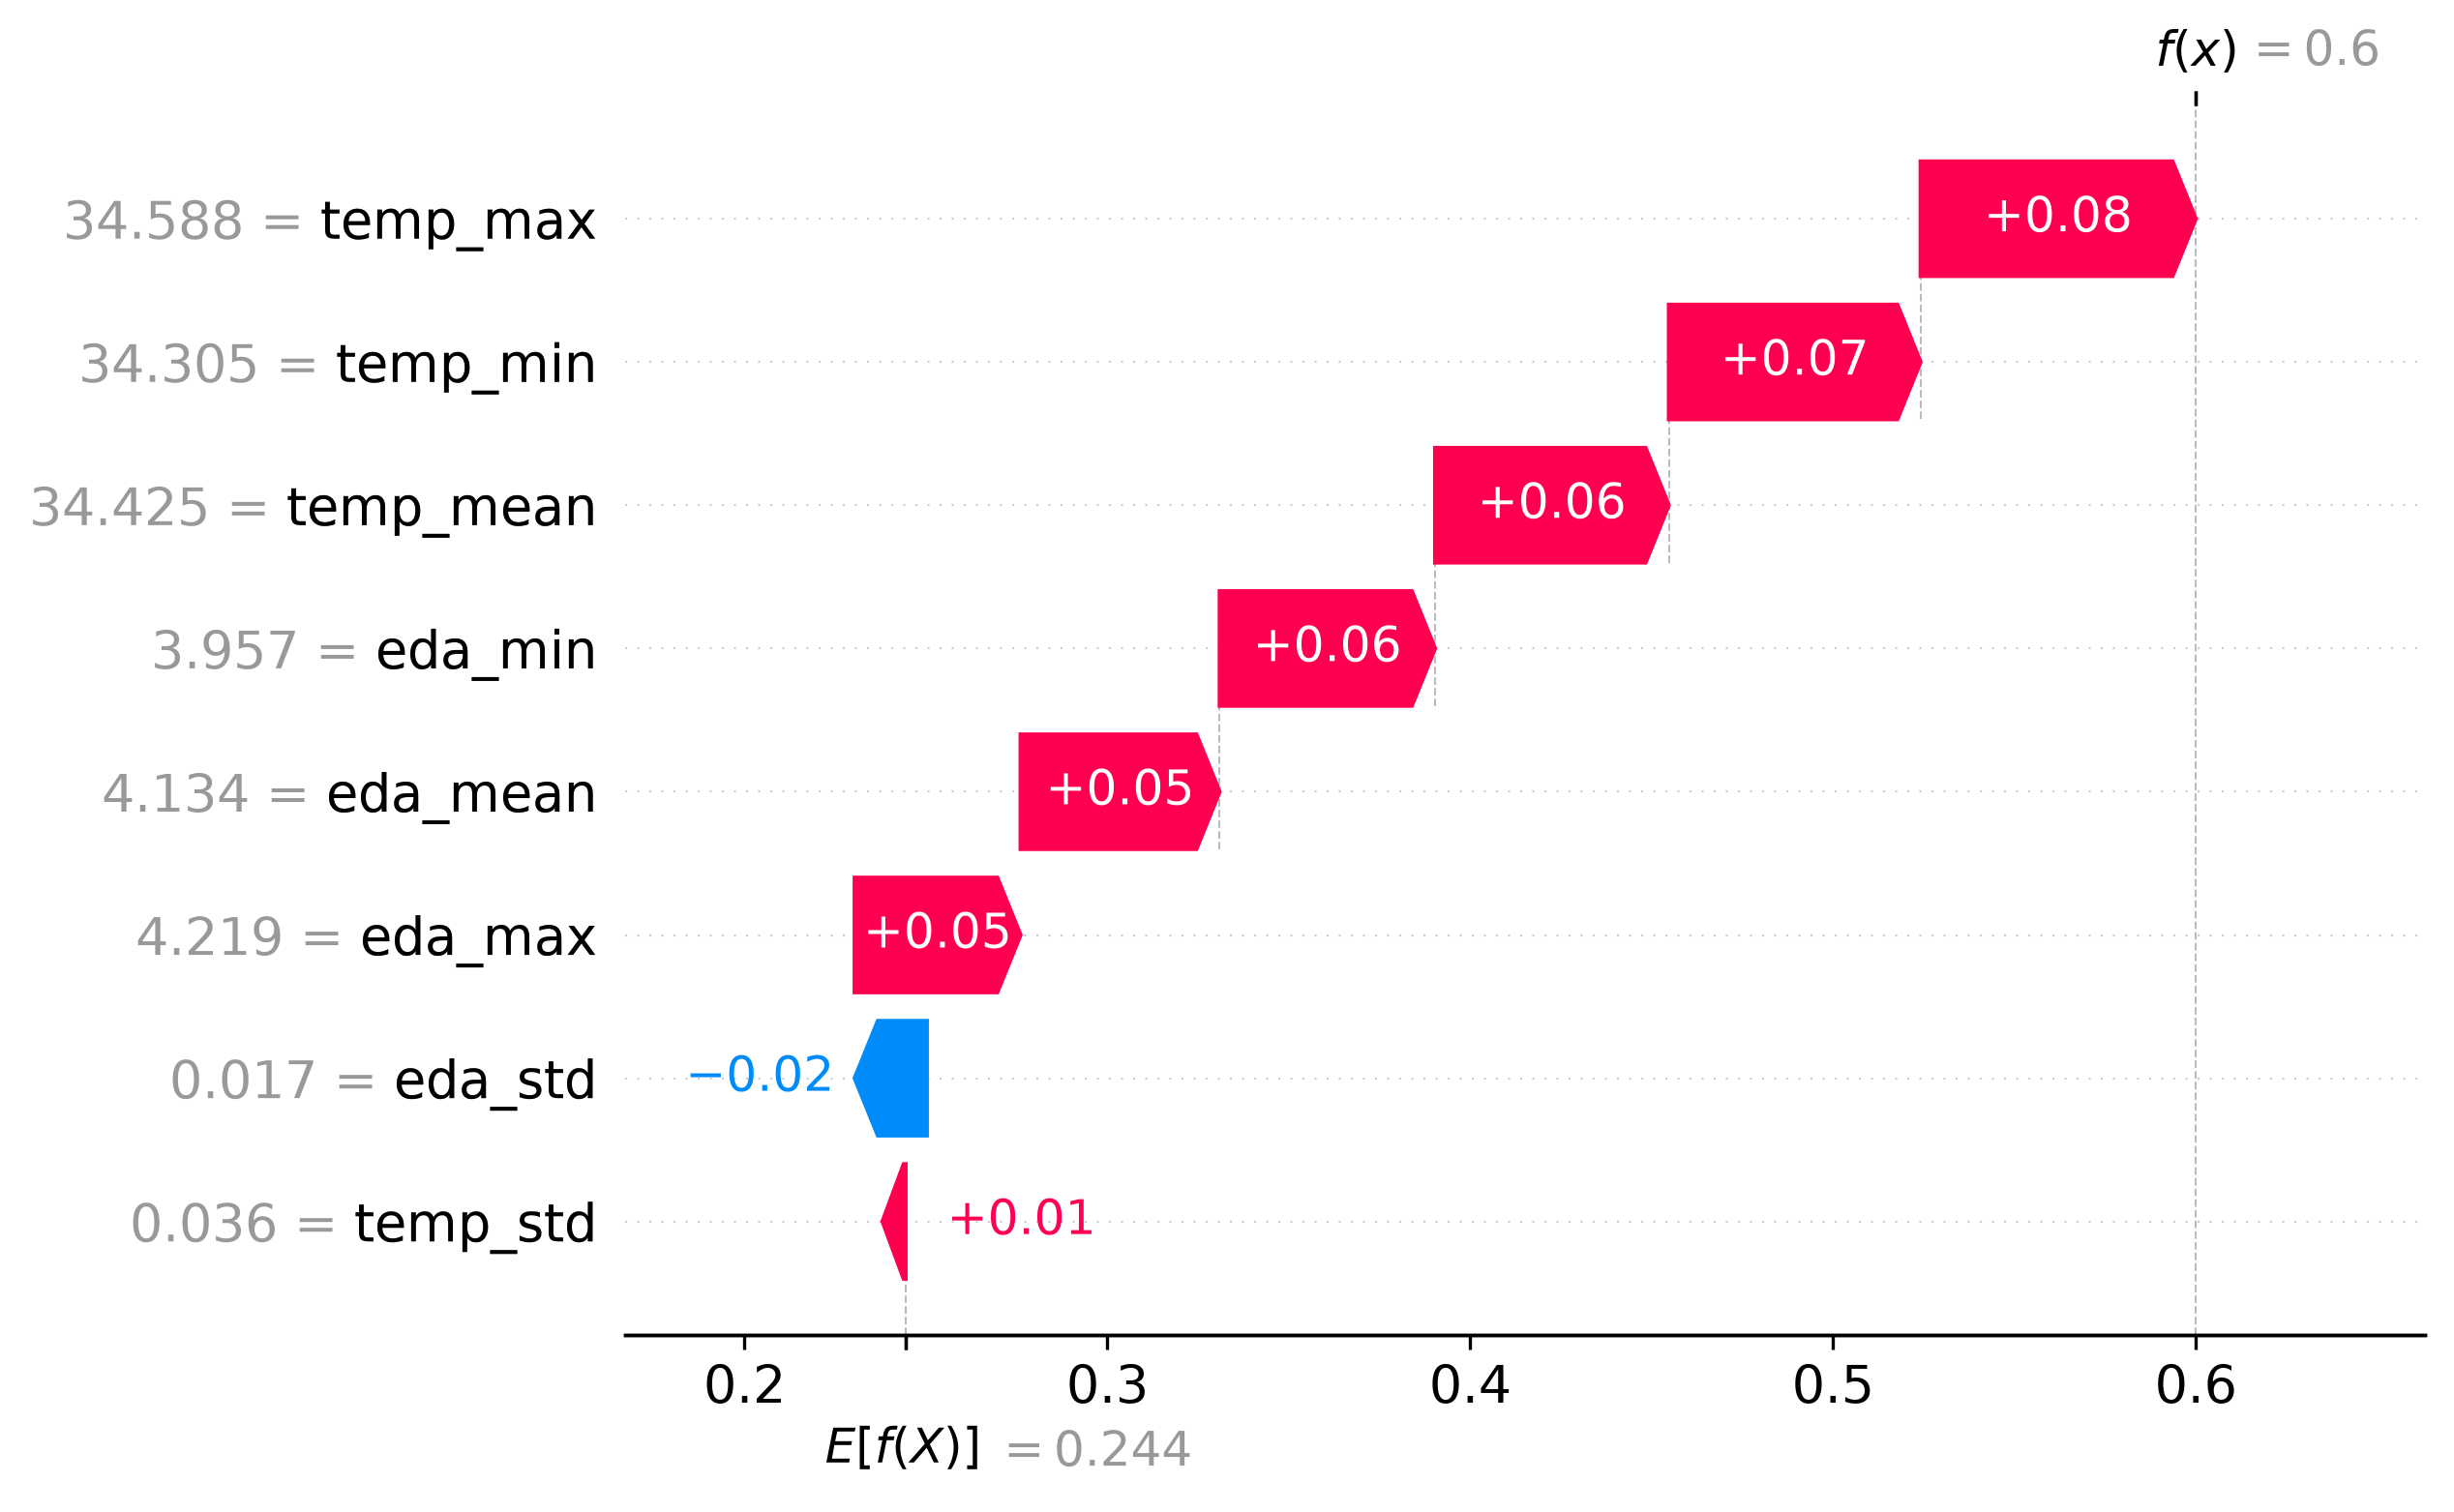 f(x) = 0.6
34.588 = temp_max +0.08
34.305 = temp_min +0.07
34.425 = temp_mean +0.06
3.957 = eda_min +0.06
4.134 = eda_mean +0.05
4.219 = eda_max +0.05
0.017 = eda_std −0.02
0.036 = temp_std +0.01
0.2 0.3 0.4 0.5 0.6
E[f(X)] = 0.244